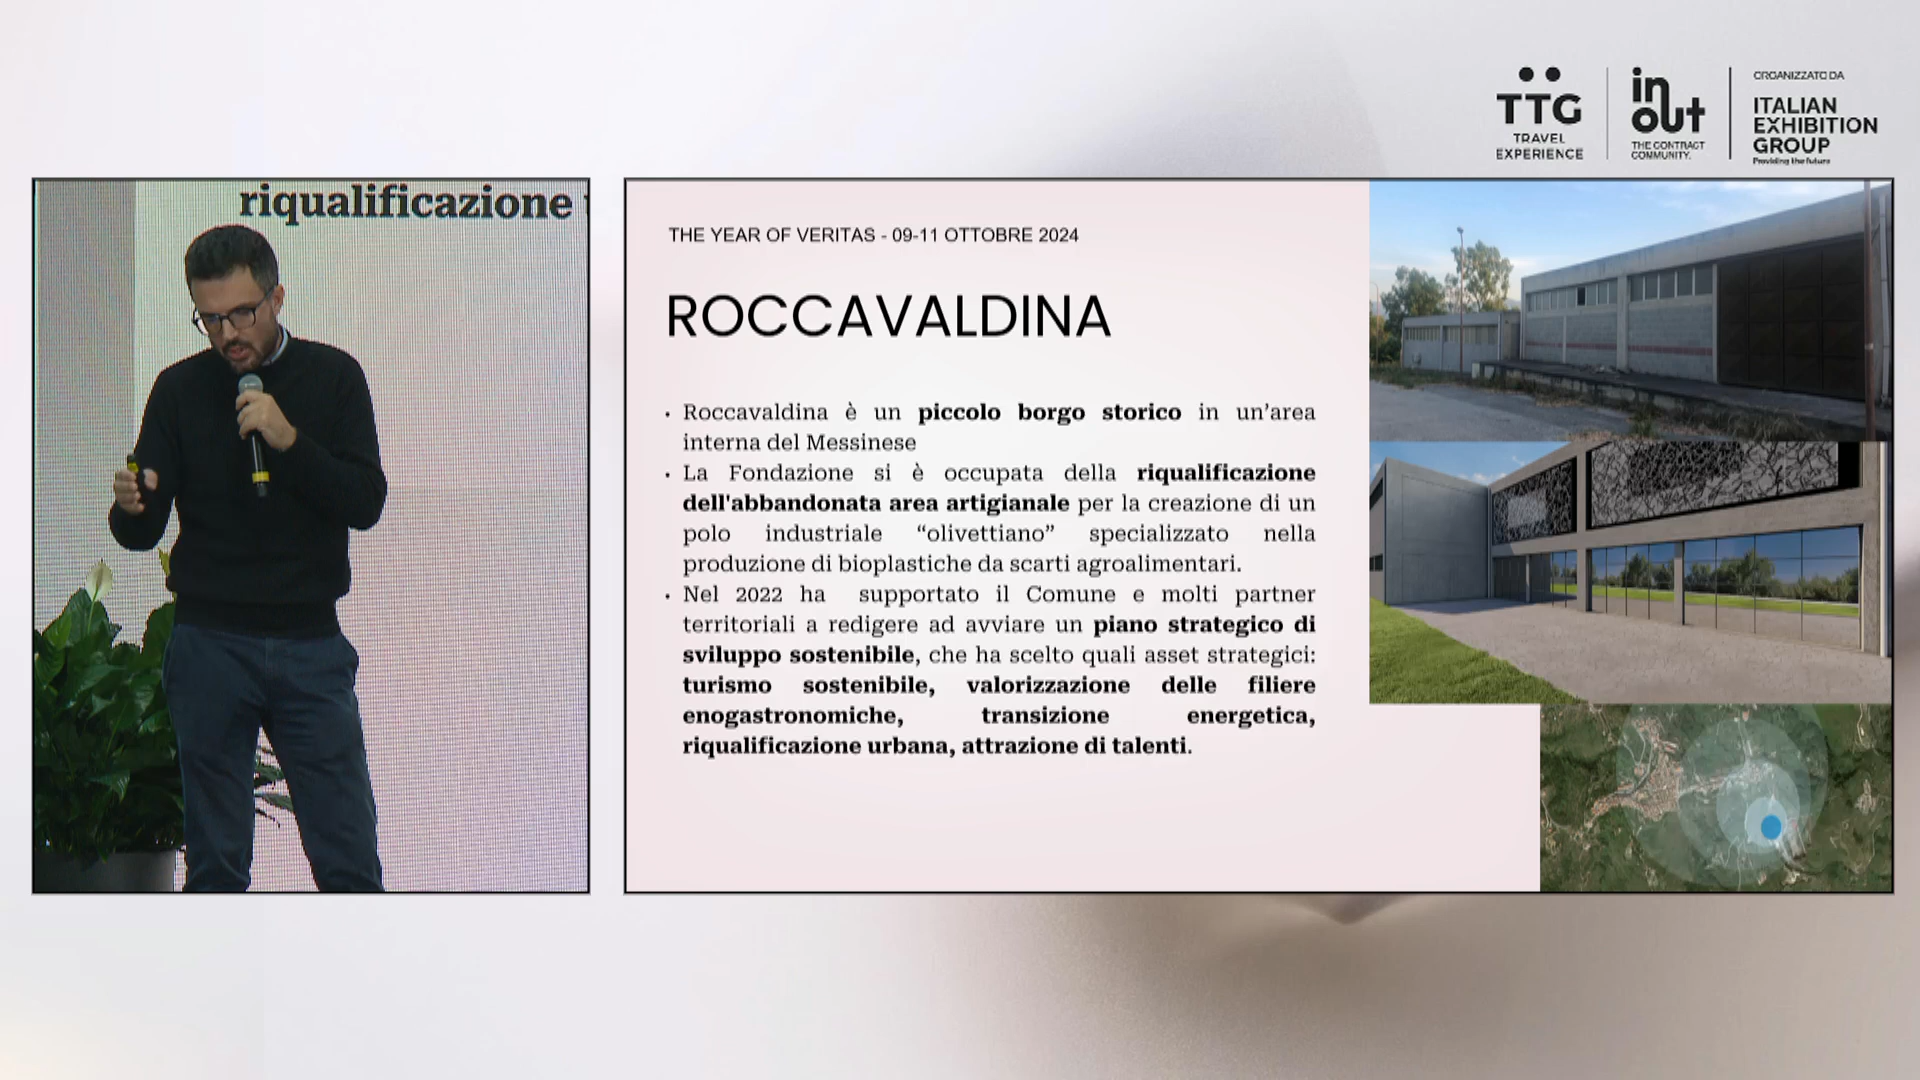 TTG
TRAVEL
EXPERIENCE
in
out
THE CONTRACT
COMMUNITY.
ORGANIZZATO DA
ITALIAN
EXHIBITION
GROUP
Providing the future
riqualificazione
THE YEAR OF VERITAS - 09-11 OTTOBRE 2024
ROCCAVALDINA
• Roccavaldina è un piccolo borgo storico in un’area
interna del Messinese
• La Fondazione si è occupata della riqualificazione
dell'abbandonata area artigianale per la creazione di un
polo industriale “olivettiano” specializzato nella
produzione di bioplastiche da scarti agroalimentari.
• Nel 2022 ha supportato il Comune e molti partner
territoriali a redigere ad avviare un piano strategico di
sviluppo sostenibile, che ha scelto quali asset strategici:
turismo sostenibile, valorizzazione delle filiere
enogastronomiche, transizione energetica,
riqualificazione urbana, attrazione di talenti.